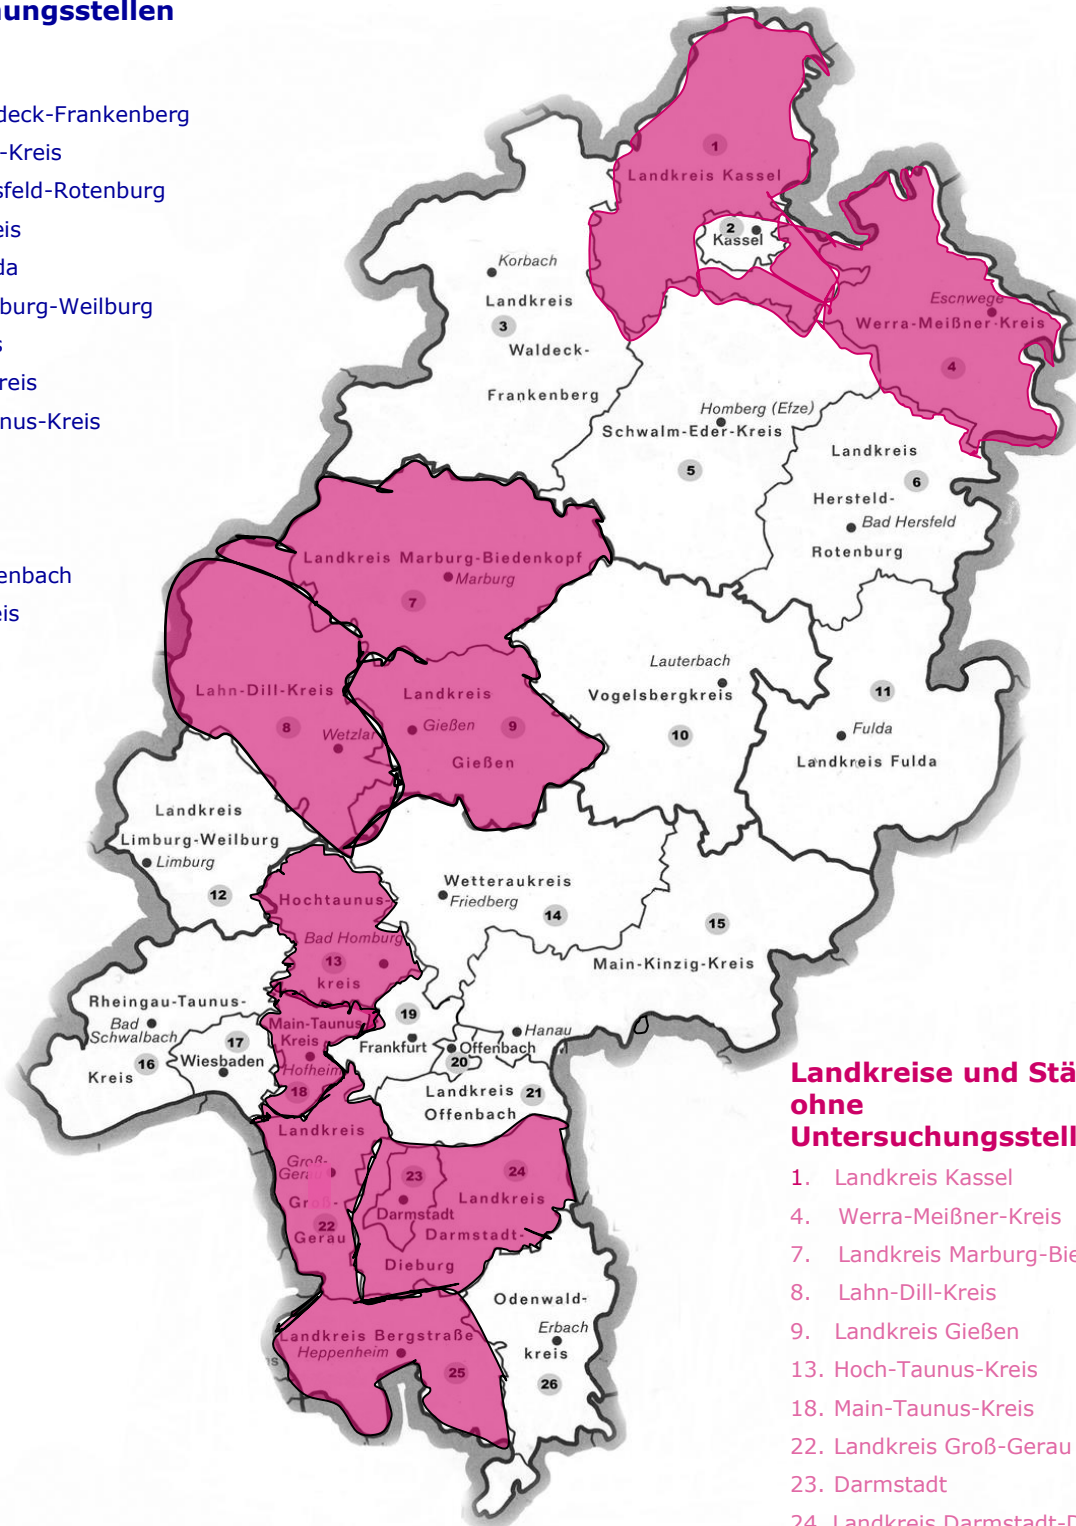 nungsstellen
deck-Frankenberg
-Kreis
sfeld-Rotenburg
eis
da
burg-Weilburg
s
reis
nus-Kreis
enbach
eis
1
Landkreis Kassel
2
Kassel
Korbach
Landkreis
3
Waldeck-
Frankenberg
Eschwege
Werra-Meißner-Kreis
4
Homberg (Efze)
Schwalm-Eder-Kreis
5
Landkreis
6
Hersfeld-
Bad Hersfeld
Rotenburg
Landkreis Marburg-Biedenkopf
Marburg
7
Lahn-Dill-Kreis
8
Wetzlar
Landkreis
Gießen
9
Gießen
Lauterbach
Vogelsbergkreis
10
11
Fulda
Landkreis Fulda
Landkreis
Limburg-Weilburg
Limburg
12
Hochtaunus-
Bad Homburg
13
kreis
Wetteraukreis
Friedberg
14
15
Main-Kinzig-Kreis
Rheingau-Taunus-
Bad
Schwalbach
16
Kreis
17
Wiesbaden
Main-Taunus
Kreis
Hofheim
18
19
Frankfurt
Hanau
Offenbach
20
Landkreis
21
Offenbach
Landkreis
Groß-
Gerau
Groß-
22
Gerau
23
Darmstadt
24
Landkreis
Darmstadt-
Dieburg
Landkreis Bergstraße
Heppenheim
25
Odenwald-
Erbach
kreis
26
Landkreise und Stä
ohne
Untersuchungsstell
1. Landkreis Kassel
4. Werra-Meißner-Kreis
7. Landkreis Marburg-Bie
8. Lahn-Dill-Kreis
9. Landkreis Gießen
13. Hoch-Taunus-Kreis
18. Main-Taunus-Kreis
22. Landkreis Groß-Gerau
23. Darmstadt
24. Landkreis Darmstadt-D